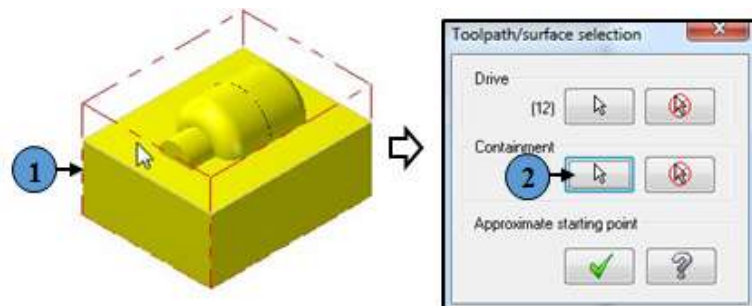 1
Toolpath/surface selection
Drive
(12)
Containment
2
Approximate starting point